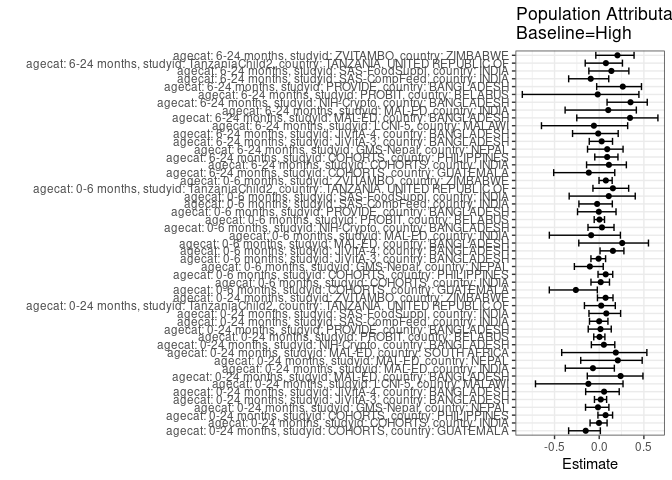 Population Attributa
Baseline=High
agecat: 6-24 months, studyid: ZVITAMBO, country: ZIMBABWE
agecat: 6-24 months, studyid: TanzaniaChild2, country: TANZANIA, UNITED REPUBLIC OF
agecat: 6-24 months, studyid: SAS-FoodSuppl, country: INDIA
agecat: 6-24 months, studyid: SAS-CompFeed, country: INDIA
agecat: 6-24 months, studyid: PROVIDE, country: BANGLADESH
agecat: 6-24 months, studyid: PROBIT, country: BELARUS
agecat: 6-24 months, studyid: NIH-Crypto, country: BANGLADESH
agecat: 6-24 months, studyid: MAL-ED, country: INDIA
agecat: 6-24 months, studyid: MAL-ED, country: BANGLADESH
agecat: 6-24 months, studyid: LCNI-5, country: MALAWI
agecat: 6-24 months, studyid: JiVitA-4, country: BANGLADESH
agecat: 6-24 months, studyid: JiVitA-3, country: BANGLADESH
agecat: 6-24 months, studyid: GMS-Nepal, country: NEPAL
agecat: 6-24 months, studyid: COHORTS, country: PHILIPPINES
agecat: 6-24 months, studyid: COHORTS, country: INDIA
agecat: 6-24 months, studyid: COHORTS, country: GUATEMALA
agecat: 0-6 months, studyid: ZVITAMBO, country: ZIMBABWE
agecat: 0-6 months, studyid: TanzaniaChild2, country: TANZANIA, UNITED REPUBLIC OF
agecat: 0-6 months, studyid: SAS-FoodSuppl, country: INDIA
agecat: 0-6 months, studyid: SAS-CompFeed, country: INDIA
agecat: 0-6 months, studyid: PROVIDE, country: BANGLADESH
agecat: 0-6 months, studyid: PROBIT, country: BELARUS
agecat: 0-6 months, studyid: NIH-Crypto, country: BANGLADESH
agecat: 0-6 months, studyid: MAL-ED, country: INDIA
agecat: 0-6 months, studyid: MAL-ED, country: BANGLADESH
agecat: 0-6 months, studyid: JiVitA-4, country: BANGLADESH
agecat: 0-6 months, studyid: JiVitA-3, country: BANGLADESH
agecat: 0-6 months, studyid: GMS-Nepal, country: NEPAL
agecat: 0-6 months, studyid: COHORTS, country: PHILIPPINES
agecat: 0-6 months, studyid: COHORTS, country: INDIA
agecat: 0-6 months, studyid: COHORTS, country: GUATEMALA
agecat: 0-24 months, studyid: ZVITAMBO, country: ZIMBABWE
agecat: 0-24 months, studyid: TanzaniaChild2, country: TANZANIA, UNITED REPUBLIC OF
agecat: 0-24 months, studyid: SAS-FoodSuppl, country: INDIA
agecat: 0-24 months, studyid: SAS-CompFeed, country: INDIA
agecat: 0-24 months, studyid: PROVIDE, country: BANGLADESH
agecat: 0-24 months, studyid: PROBIT, country: BELARUS
agecat: 0-24 months, studyid: NIH-Crypto, country: BANGLADESH
agecat: 0-24 months, studyid: MAL-ED, country: SOUTH AFRICA
agecat: 0-24 months, studyid: MAL-ED, country: NEPAL
agecat: 0-24 months, studyid: MAL-ED, country: INDIA
agecat: 0-24 months, studyid: MAL-ED, country: BANGLADESH
agecat: 0-24 months, studyid: LCNI-5, country: MALAWI
agecat: 0-24 months, studyid: JiVitA-4, country: BANGLADESH
agecat: 0-24 months, studyid: JiVitA-3, country: BANGLADESH
agecat: 0-24 months, studyid: GMS-Nepal, country: NEPAL
agecat: 0-24 months, studyid: COHORTS, country: PHILIPPINES
agecat: 0-24 months, studyid: COHORTS, country: INDIA
agecat: 0-24 months, studyid: COHORTS, country: GUATEMALA
-0.5 0.0 0.5
Estimate